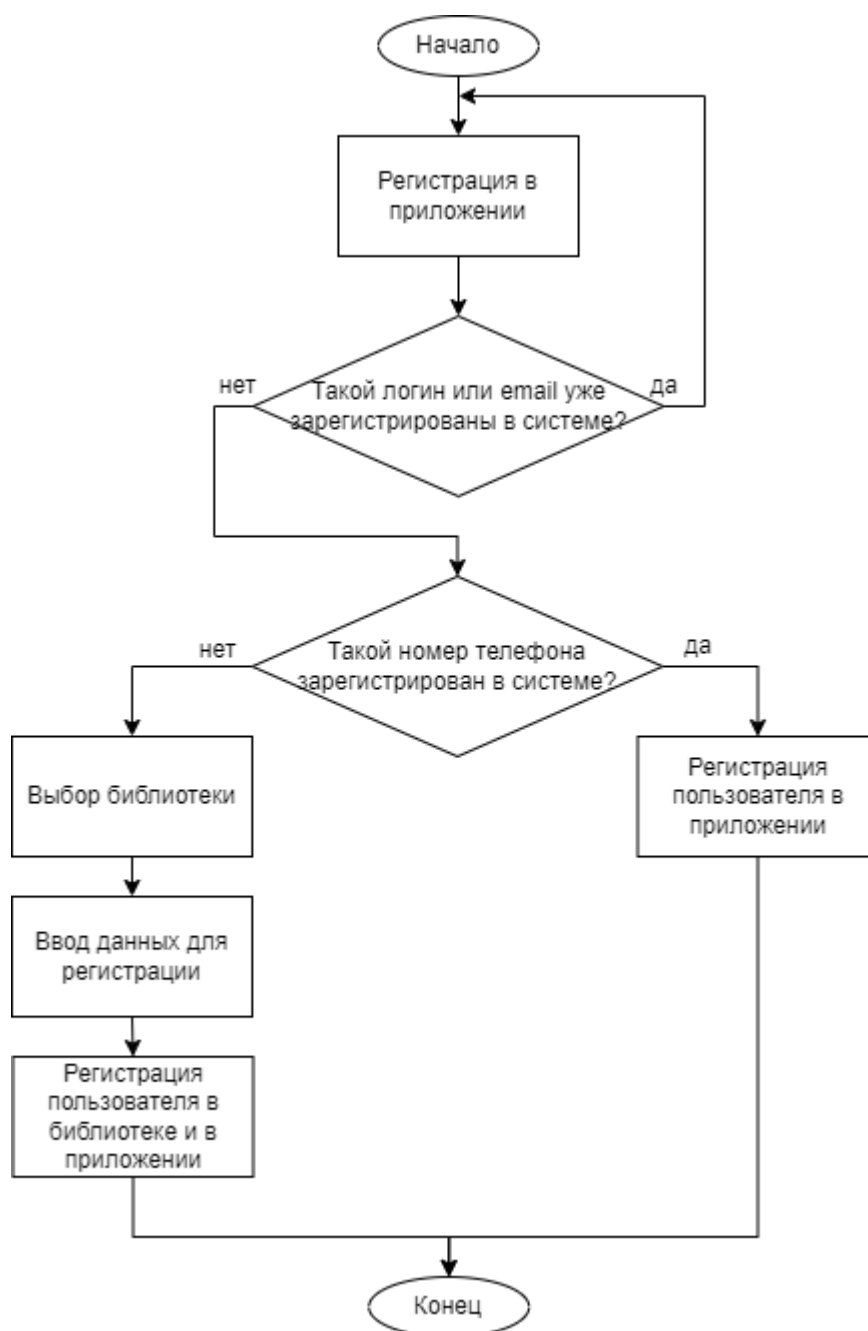 Начало
Регистрация в
приложении
нет
Такой логин или email уже
зарегистрированы в системе?
да
нет
Такой номер телефона
зарегистрирован в системе?
да
Выбор библиотеки
Регистрация
пользователя в
приложении
Ввод данных для
регистрации
Регистрация
пользователя в
библиотеке и в
приложении
Конец